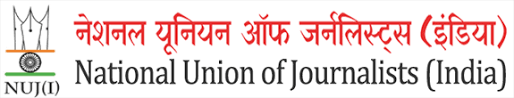 नेशनल यूनियन ऑफ जर्नलिस्ट्स (इंडिया)
National Union of Journalists (India)
NUJ(I)